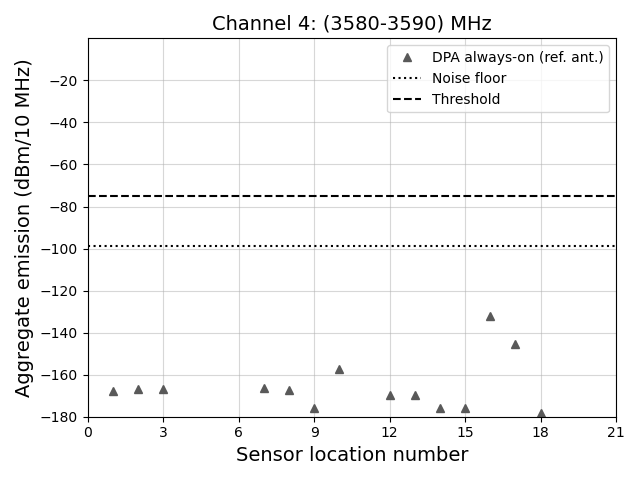 Channel 4: (3580-3590) MHz
DPA always-on (ref. ant.)
Noise floor
Threshold
Aggregate emission (dBm/10 MHz)
−20
−40
−60
−80
−100
−120
−140
−160
−180
0 3 6 9 12 15 18 21
Sensor location number